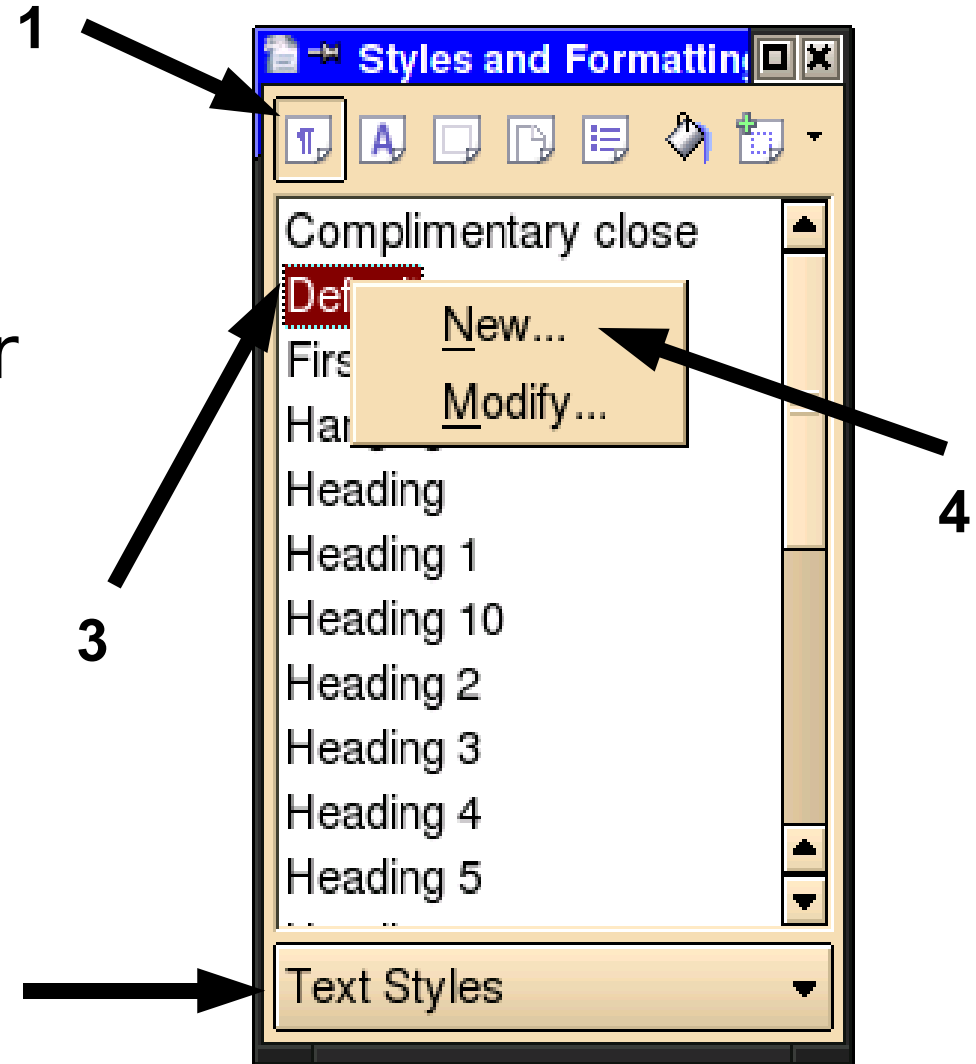 1
Styles and Formatting
Complimentary close
New...
Modify...
Heading
Heading 1
Heading 10
Heading 2
Heading 3
Heading 4
Heading 5
Text Styles
3
4
r